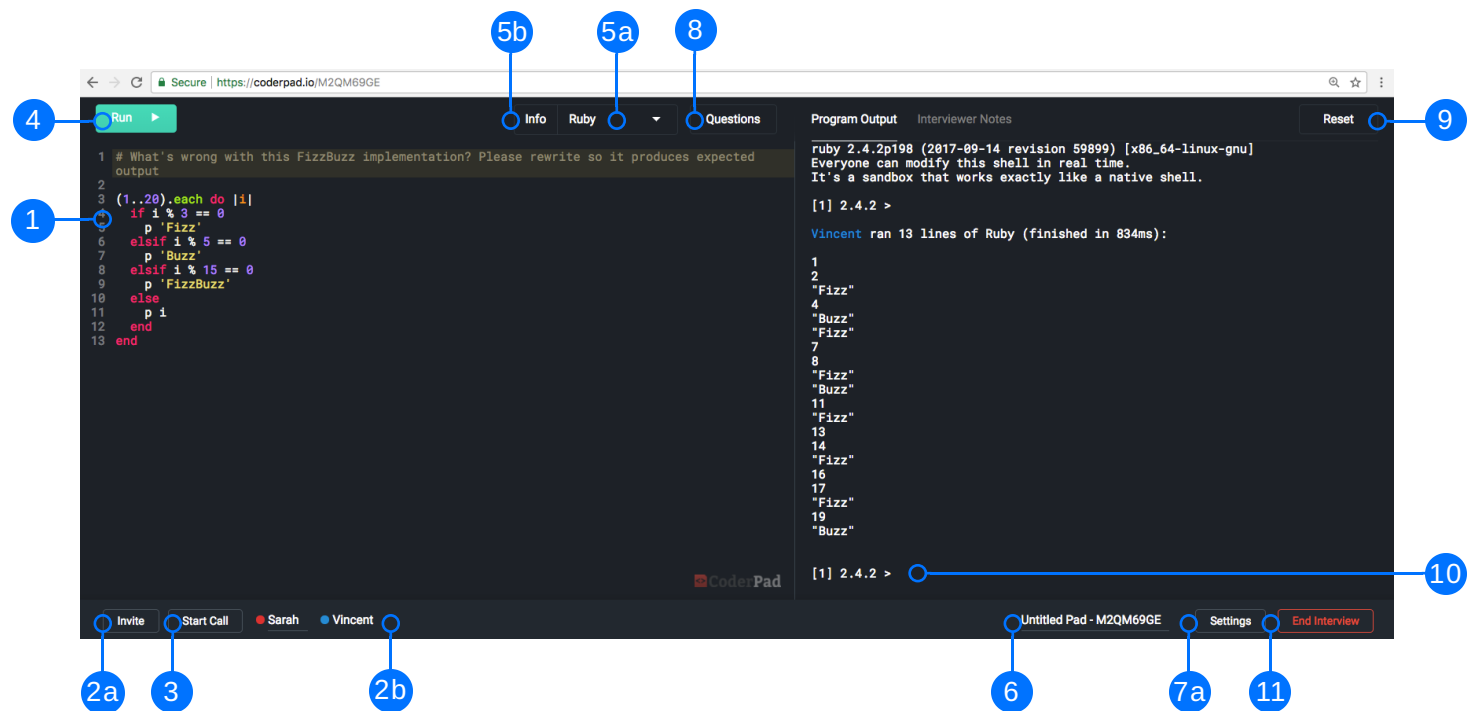 5b 5a 8
Secure | https://coderpad.io/M2QM69GE
4 Run Info Ruby Questions Program Output Interviewer Notes Reset 9
1 # What's wrong with this FizzBuzz implementation? Please rewrite so it produces expected
output
2
3 (1..20).each do |i|
4 if i % 3 == 0
1
5 p 'Fizz'
6 elsif i % 5 == 0
7 p 'Buzz'
8 elsif i % 15 == 0
9 p 'FizzBuzz'
10 else
11 p i
12 end
13 end
CoderPad
ruby 2.4.2p198 (2017-09-14 revision 59899) [x86_64-linux-gnu]
Everyone can modify this shell in real time.
It's a sandbox that works exactly like a native shell.
[1] 2.4.2 >
Vincent ran 13 lines of Ruby (finished in 834ms):
1
2
"Fizz"
4
"Buzz"
"Fizz"
7
8
"Fizz"
"Buzz"
11
"Fizz"
13
14
"Fizz"
16
17
"Fizz"
19
"Buzz"
[1] 2.4.2 > 10
Invite Start Call Sarah Vincent Untitled Pad - M2QM69GE Settings End Interview
2a 3 2b 6 7a 11